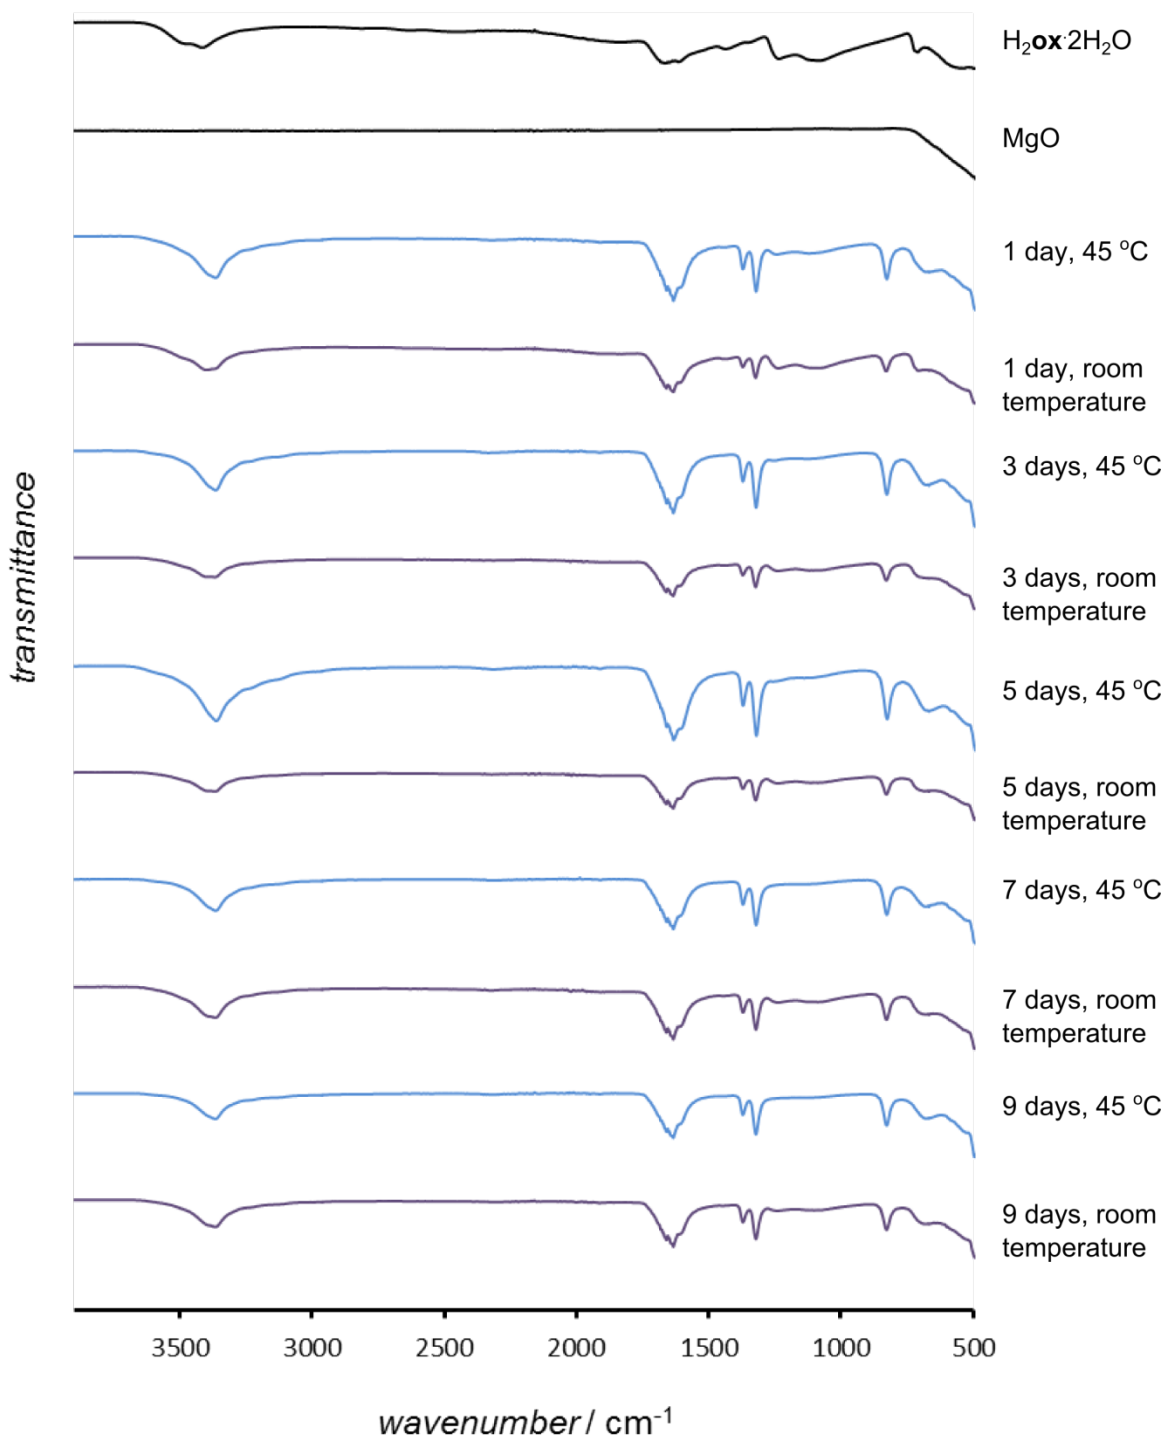 H₂ox·2H₂O
MgO
1 day, 45 °C
1 day, room
temperature
3 days, 45 °C
3 days, room
temperature
5 days, 45 °C
5 days, room
temperature
7 days, 45 °C
7 days, room
temperature
9 days, 45 °C
9 days, room
temperature
transmittance
3500 3000 2500 2000 1500 1000 500
wavenumber / cm⁻¹